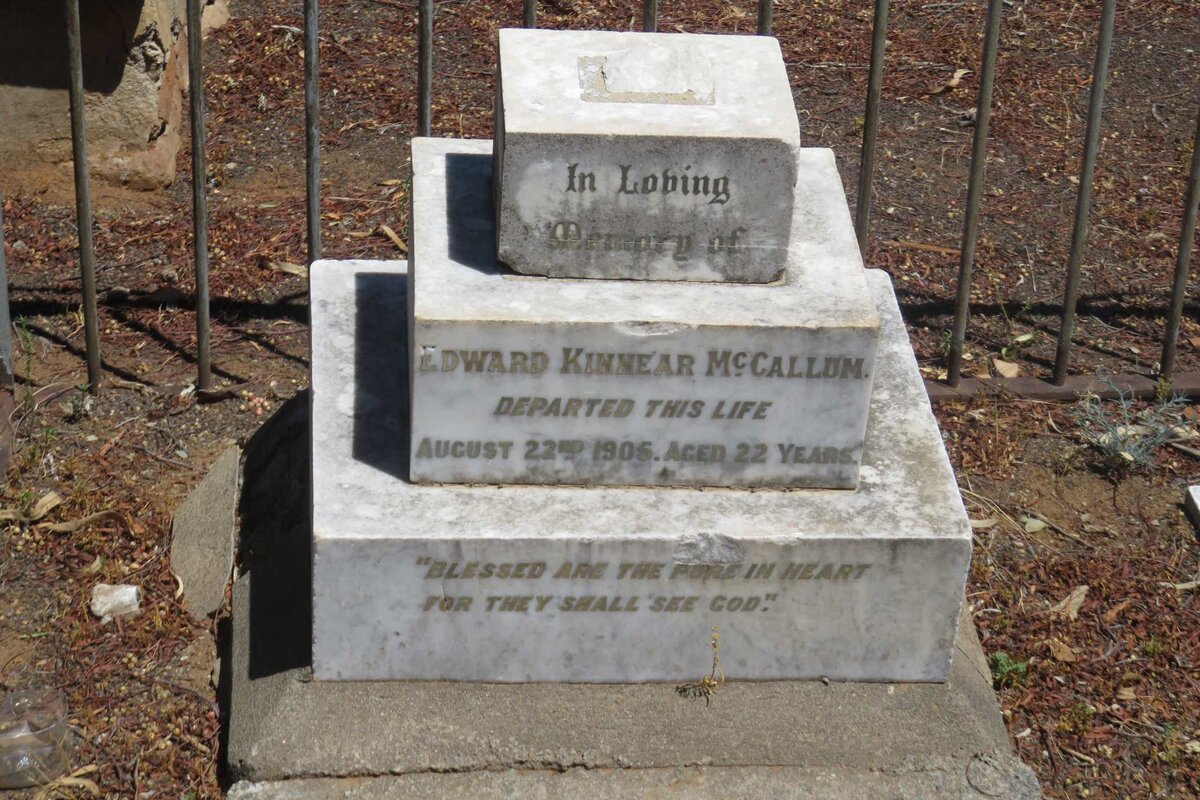 In Loving
Memory of
EDWARD KINNEAR McCALLUM.
DEPARTED THIS LIFE
AUGUST 22ND 1905. AGED 22 YEARS.
"BLESSED ARE THE PURE IN HEART
FOR THEY SHALL SEE GOD."